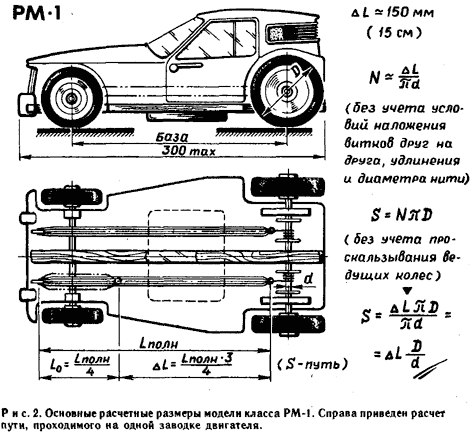 РМ-1
D
База
300 max
ΔL ≃ 150 мм
(15 см)
N ≃ ΔL/πd
(без учета усло-
вий наложения
витков друг на
друга, удлинения
и диаметра нити)
S = NπD
(без учета про-
скальзывания ве-
дущих колес)
S = ΔLπD/πd =
= ΔL D/d
d
Lполн
L₀ = Lполн/4
ΔL = Lполн·3/4
(S-путь)
Рис. 2. Основные расчетные размеры модели класса РМ-1. Справа приведен расчет
пути, проходимого на одной заводке двигателя.